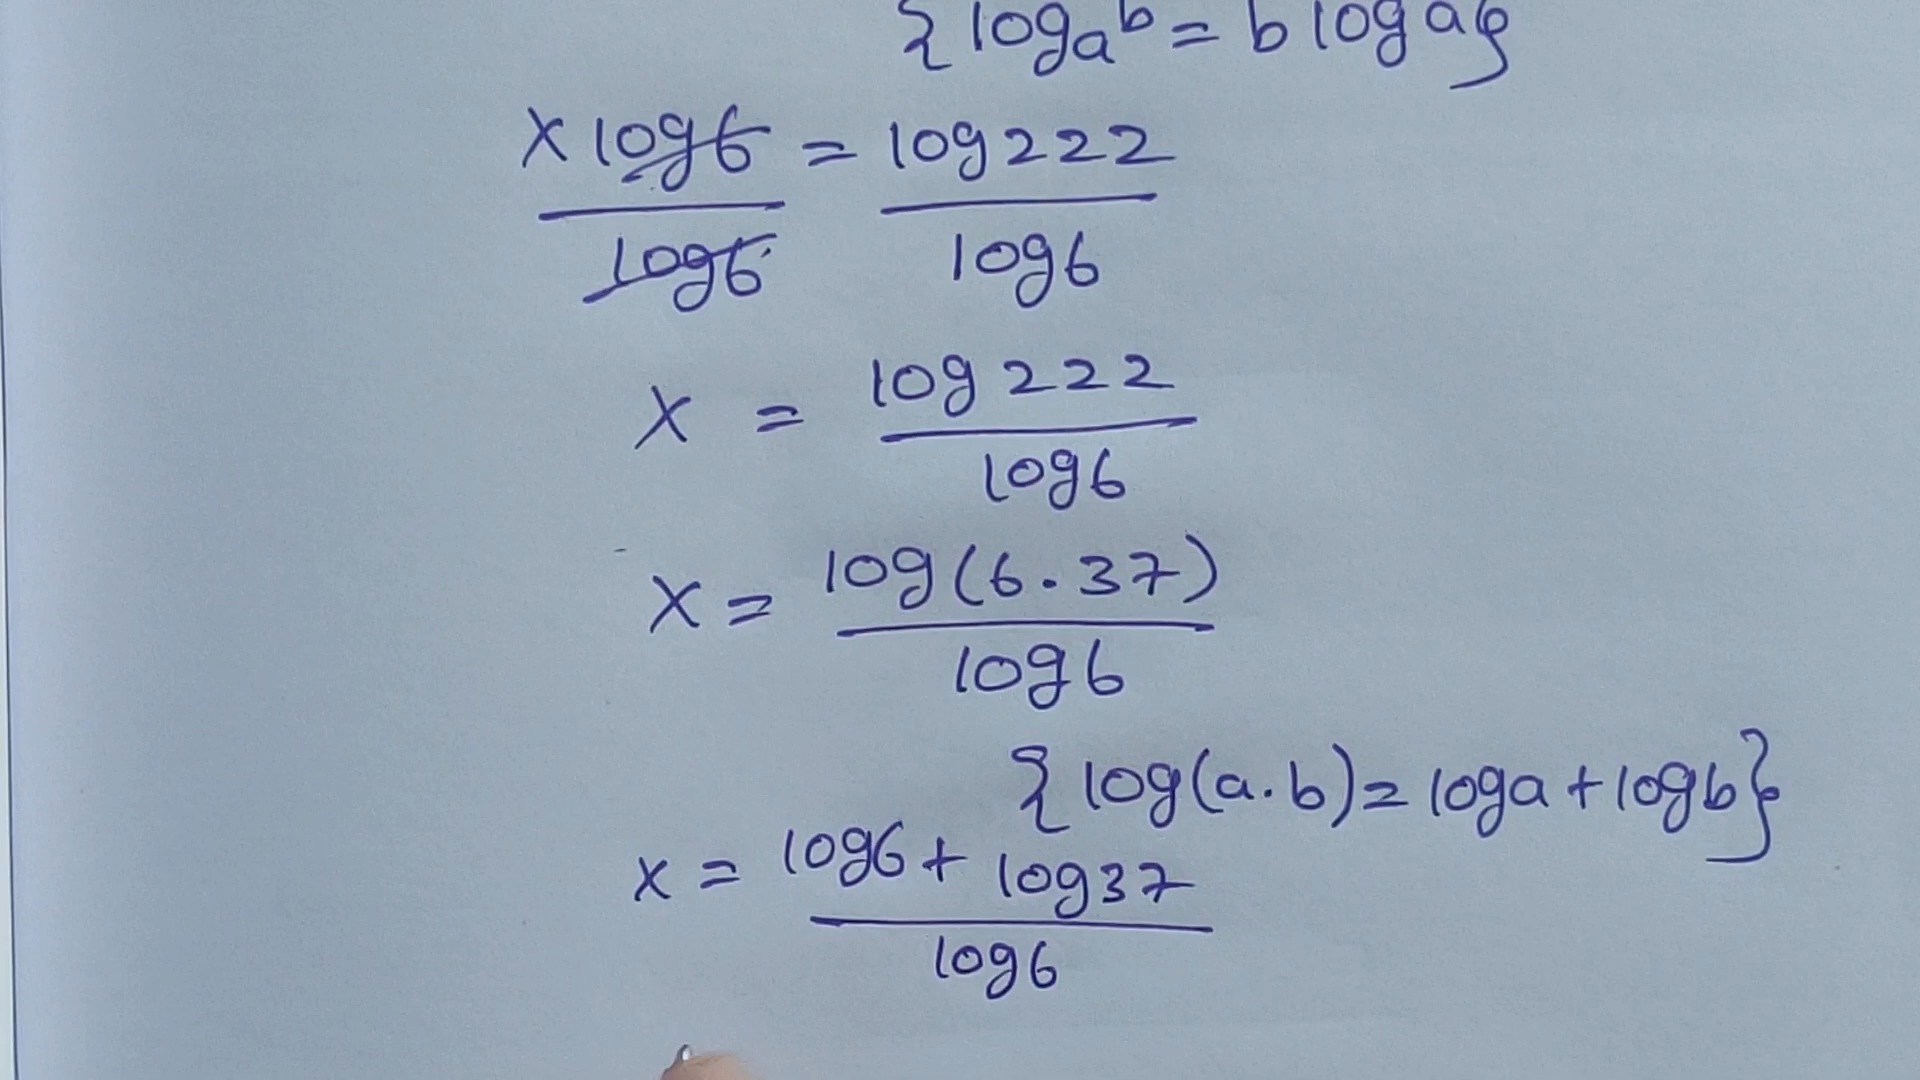 { log a^b = b log a }
x log 6 = log 222
log 6 log 6
x = log 222
log 6
x = log (6 . 37)
log 6
{ log (a . b) = log a + log b }
x = log 6 + log 37
log 6